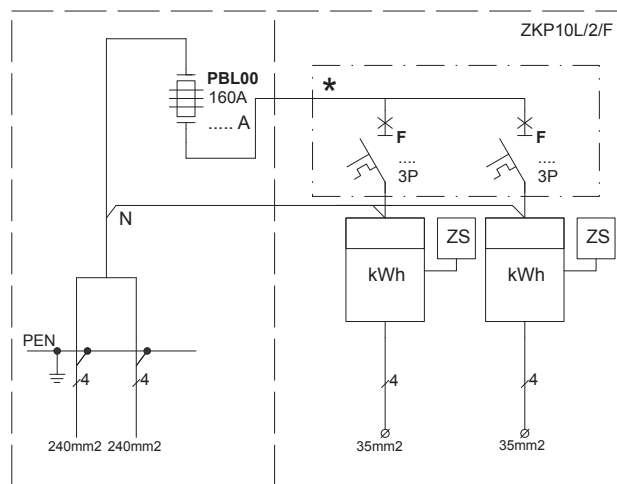 ZKP10L/2/F
PBL00
160A
..... A
*
F
....
3P
F
....
3P
N
kWh
ZS
kWh
ZS
PEN
4
4
4
4
240mm2
240mm2
35mm2
35mm2